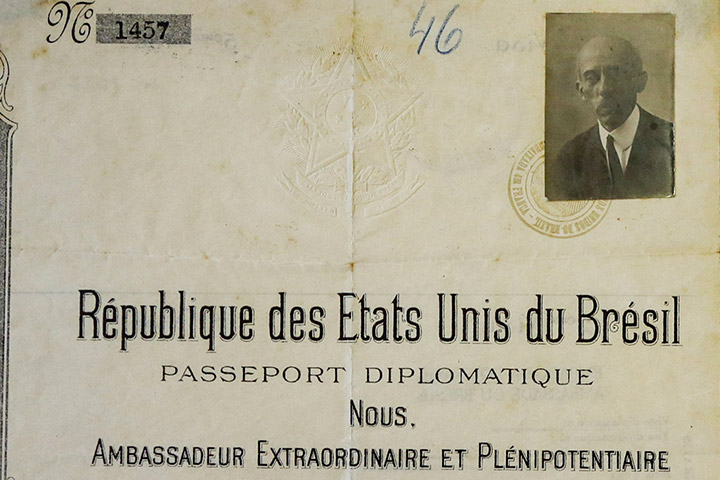 Nº 1457
46
République des Etats Unis du Brésil
PASSEPORT DIPLOMATIQUE
NOUS,
AMBASSADEUR EXTRAORDINAIRE ET PLÉNIPOTENTIAIRE